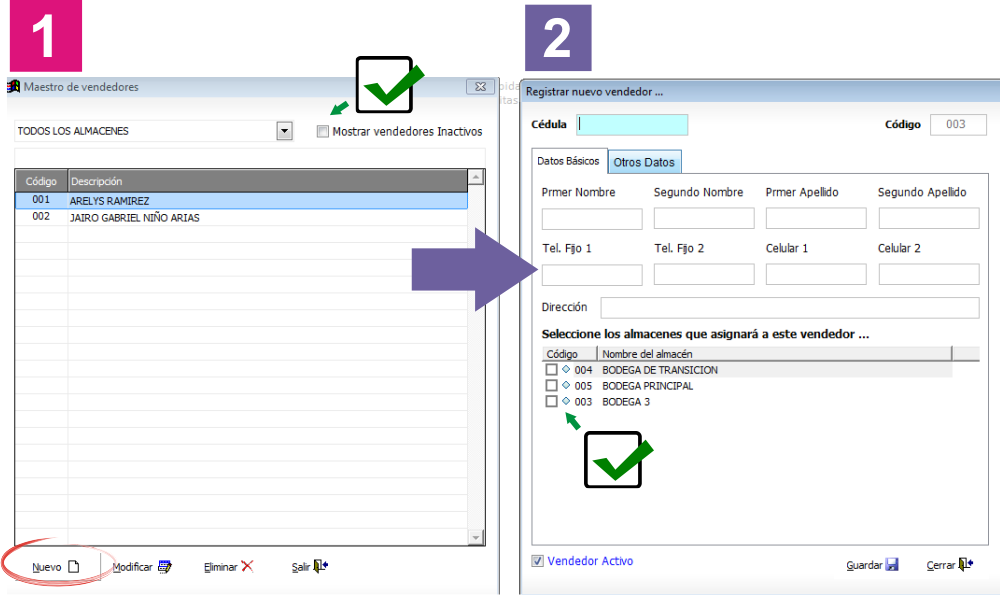 1
2
Maestro de vendedores
TODOS LOS ALMACENES
Mostrar vendedores Inactivos
Código Descripción
001 ARELYS RAMIREZ
002 JAIRO GABRIEL NIÑO ARIAS
Nuevo Modificar Eliminar Salir
Registrar nuevo vendedor ...
Cédula
Código 003
Datos Básicos Otros Datos
Prmer Nombre Segundo Nombre Prmer Apellido Segundo Apellido
Tel. Fijo 1 Tel. Fijo 2 Celular 1 Celular 2
Dirección
Seleccione los almacenes que asignará a este vendedor ...
Código Nombre del almacén
004 BODEGA DE TRANSICION
005 BODEGA PRINCIPAL
003 BODEGA 3
Vendedor Activo
Guardar Cerrar